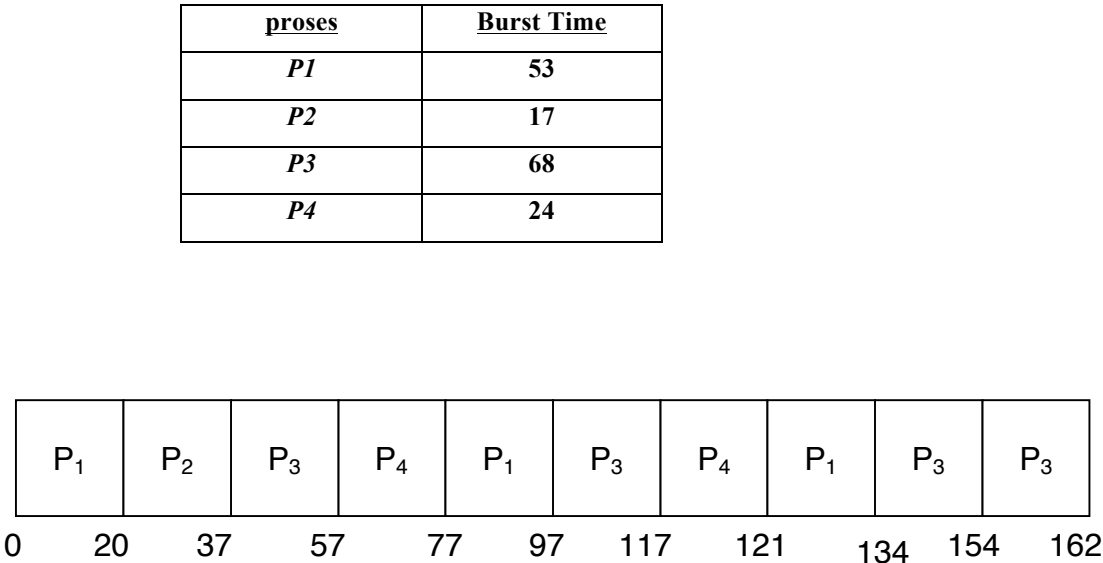 proses Burst Time
P1 53
P2 17
P3 68
P4 24
P1 P2 P3 P4 P1 P3 P4 P1 P3 P3
0 20 37 57 77 97 117 121 134 154 162